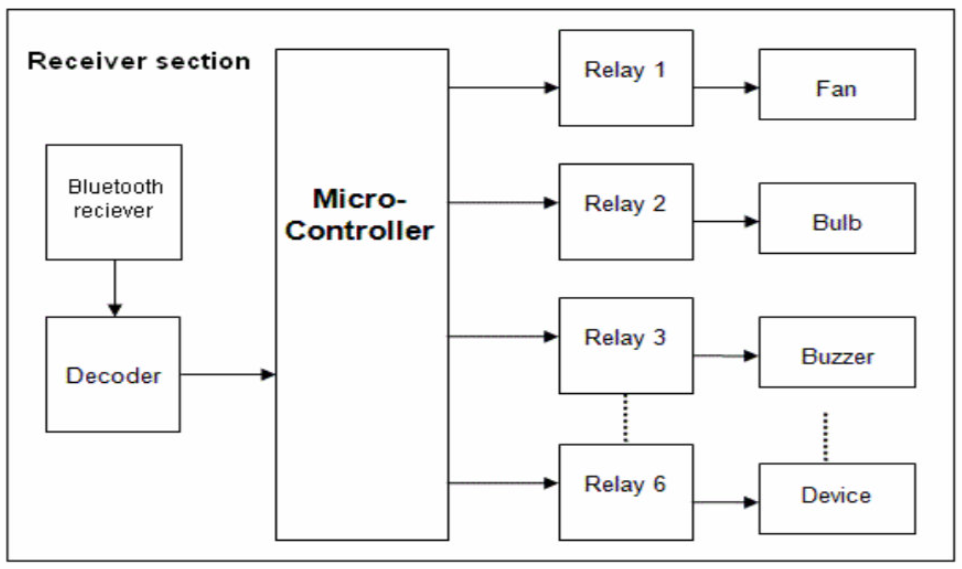 Receiver section
Bluetooth
reciever
Decoder
Micro-
Controller
Relay 1
Fan
Relay 2
Bulb
Relay 3
Buzzer
Relay 6
Device